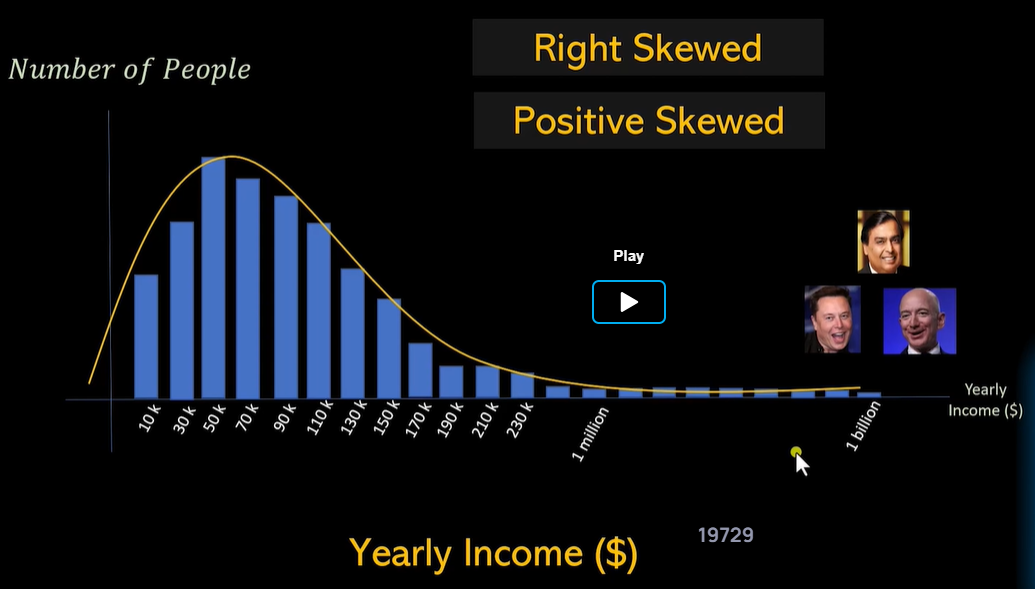 Right Skewed
Number of People
Positive Skewed
Play
Yearly
Income ($)
10 k
30 k
50 k
70 k
90 k
110 k
130 k
150 k
170 k
190 k
210 k
230 k
1 million
1 billion
19729
Yearly Income ($)